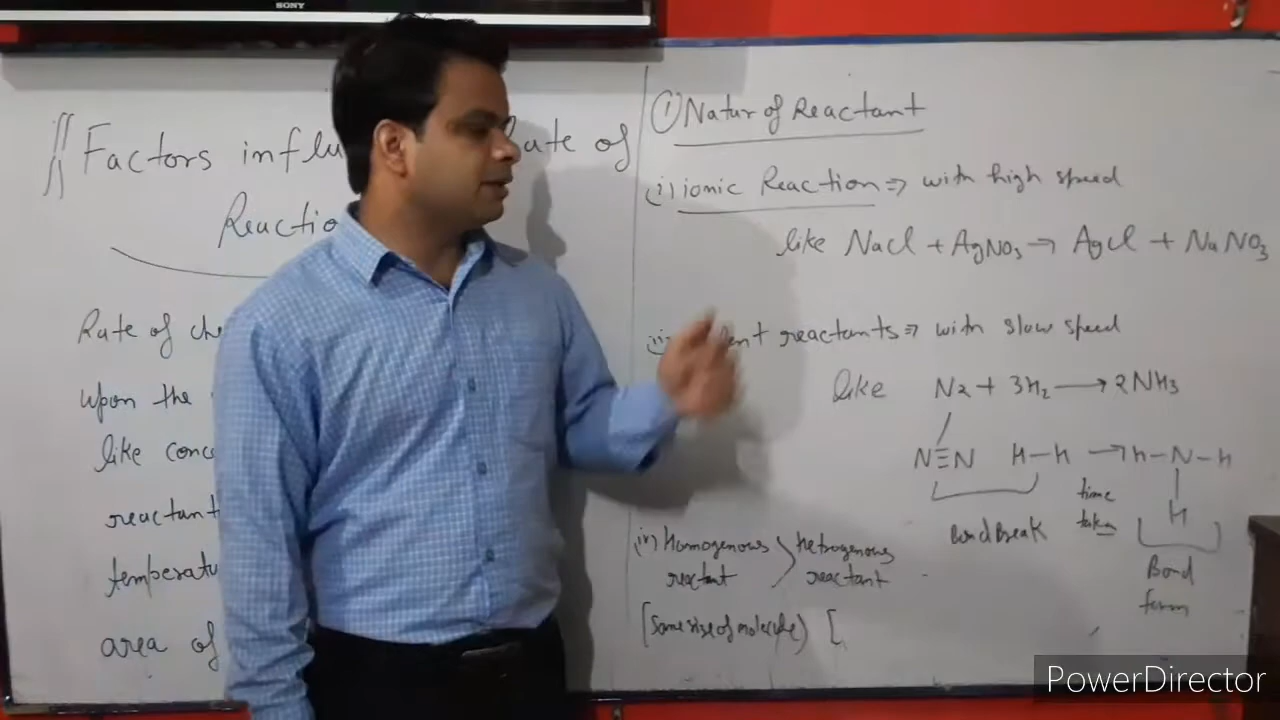 SONY
Factors influ ate of
Reactio
Rate of che
upon the
like conc
reactant
temperatu
area of
① Natur of Reactant
(i) ionic Reaction ⇒ with high speed
like NaCl + AgNO3 → AgCl + NaNO3
lent reactants ⇒ with slow speed
like N2 + 3H2 → 2NH3
N≡N H-H → H-N-H
H
time
taken
Bond Break
Bond
form
Homogenous > Hetrogenous
reactant reactant
[Same size of molecule) [
PowerDirector